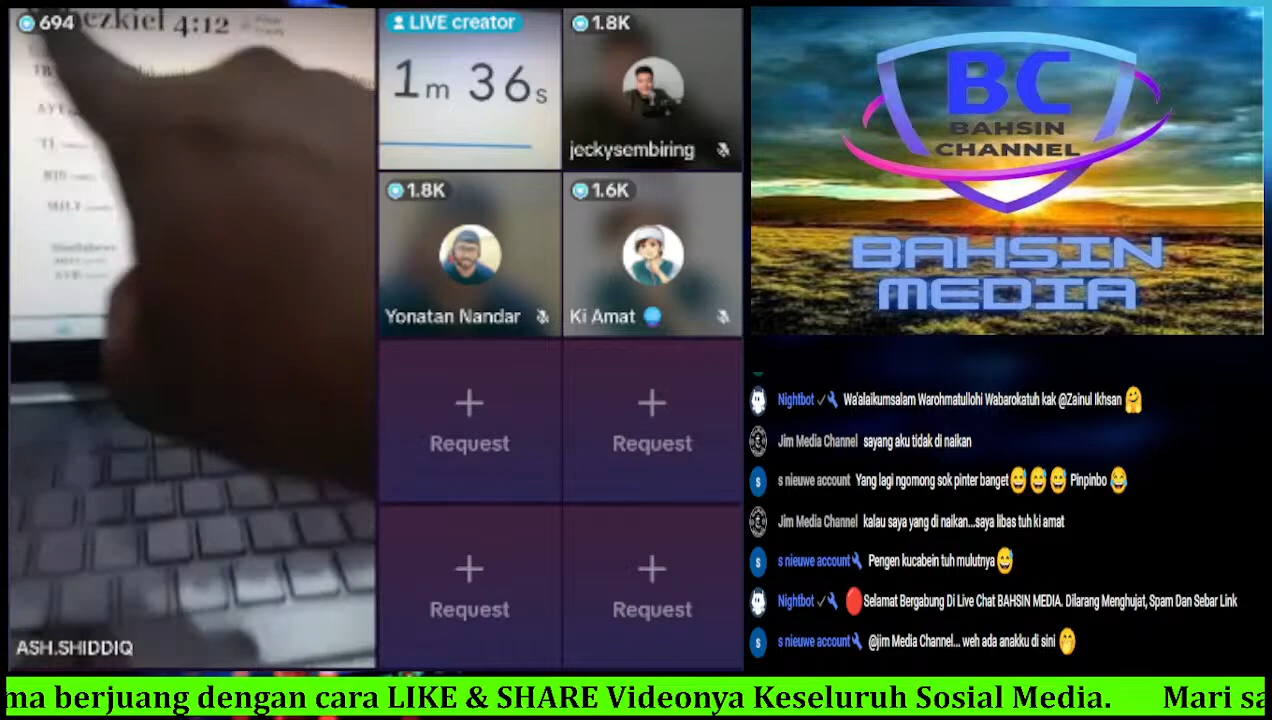 694
ezkiel 4:12
LIVE creator
1m 36s
1.8K
jeckysembiring
1.8K
Yonatan Nandar
1.6K
Ki Amat
Request
Request
Request
Request
ASH.SHIDDIQ
BC
BAHSIN
CHANNEL
BAHSIN
MEDIA
Nightbot Wa'alaikumsalam Warohmatullohi Wabarokatuh kak @Zainul Ikhsan 🤗
Jim Media Channel sayang aku tidak di naikan
s nieuwe account Yang lagi ngomong sok pinter banget😅😅😅 Pinpinbo 😂
Jim Media Channel kalau saya yang di naikan...saya libas tuh ki amat
s nieuwe account Pengen kucabein tuh mulutnya 😅
Nightbot 🔴Selamat Bergabung Di Live Chat BAHSIN MEDIA. Dilarang Menghujat, Spam Dan Sebar Link
s nieuwe account @jim Media Channel... weh ada anakku di sini 🤭
ma berjuang dengan cara LIKE & SHARE Videonya Keseluruh Sosial Media. Mari sa